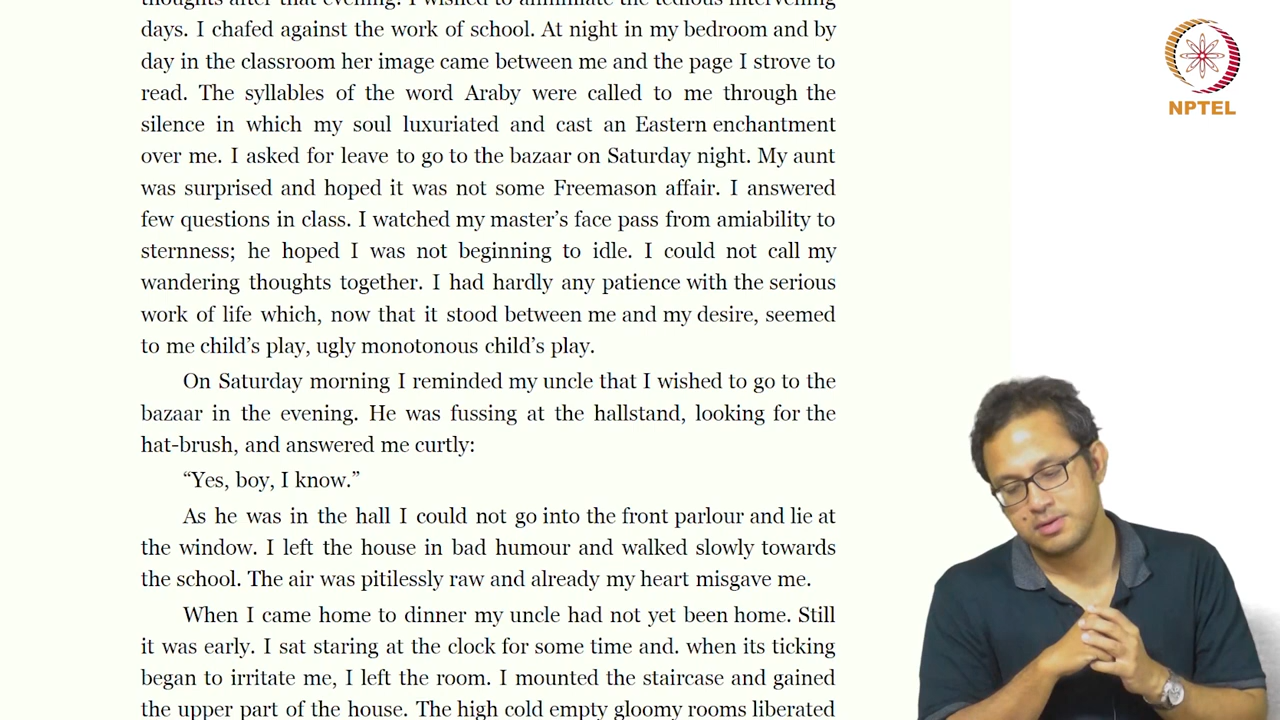 thoughts after that evening! I wished to annihilate the tedious intervening
days. I chafed against the work of school. At night in my bedroom and by
day in the classroom her image came between me and the page I strove to
read. The syllables of the word Araby were called to me through the
silence in which my soul luxuriated and cast an Eastern enchantment
over me. I asked for leave to go to the bazaar on Saturday night. My aunt
was surprised and hoped it was not some Freemason affair. I answered
few questions in class. I watched my master's face pass from amiability to
sternness; he hoped I was not beginning to idle. I could not call my
wandering thoughts together. I had hardly any patience with the serious
work of life which, now that it stood between me and my desire, seemed
to me child's play, ugly monotonous child's play.
On Saturday morning I reminded my uncle that I wished to go to the
bazaar in the evening. He was fussing at the hallstand, looking for the
hat-brush, and answered me curtly:
“Yes, boy, I know.”
As he was in the hall I could not go into the front parlour and lie at
the window. I left the house in bad humour and walked slowly towards
the school. The air was pitilessly raw and already my heart misgave me.
When I came home to dinner my uncle had not yet been home. Still
it was early. I sat staring at the clock for some time and. when its ticking
began to irritate me, I left the room. I mounted the staircase and gained
the upper part of the house. The high cold empty gloomy rooms liberated
NPTEL